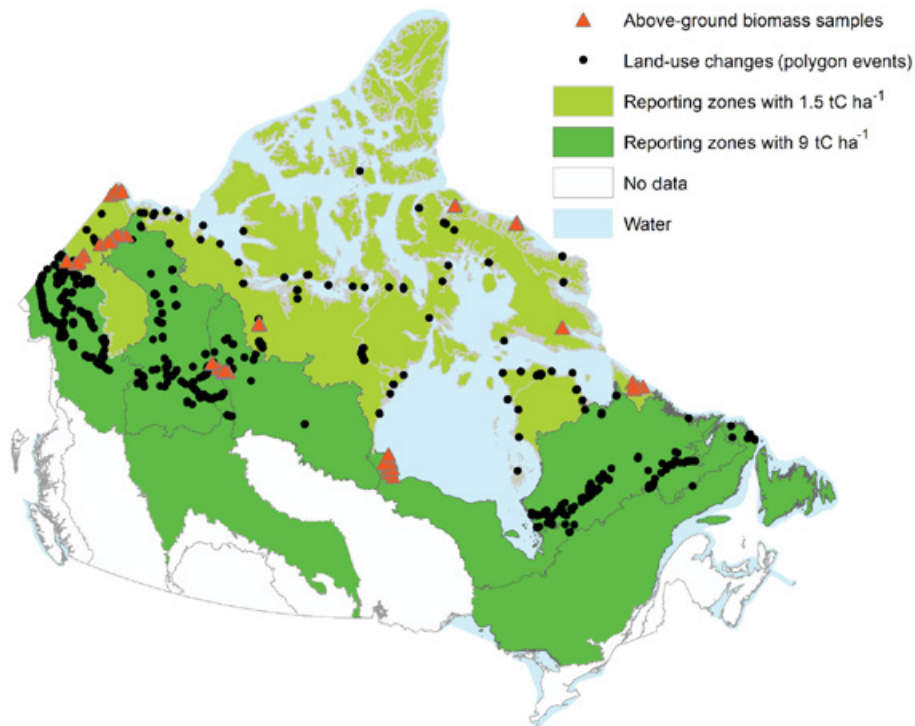 Above-ground biomass samples
Land-use changes (polygon events)
Reporting zones with 1.5 tC ha⁻¹
Reporting zones with 9 tC ha⁻¹
No data
Water